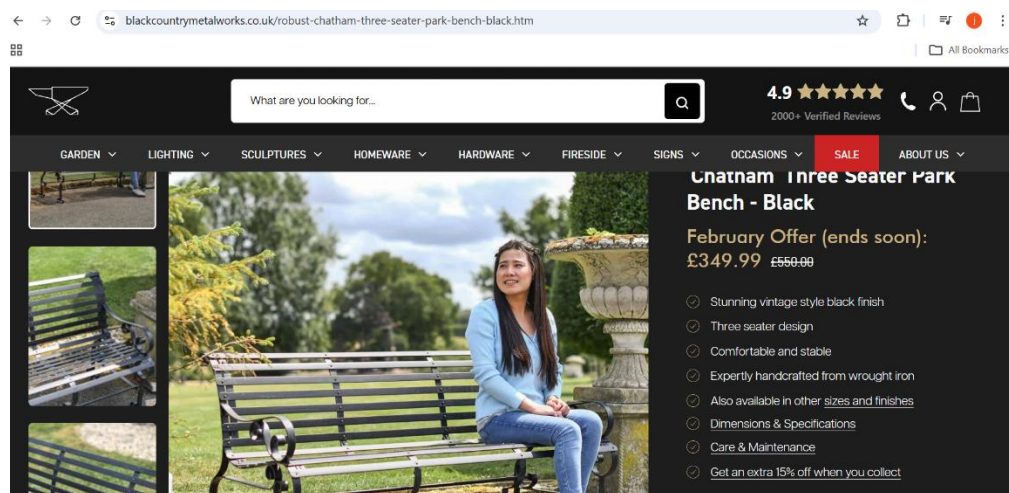 blackcountrymetalworks.co.uk/robust-chatham-three-seater-park-bench-black.htm
All Bookmarks
What are you looking for...
4.9
2000+ Verified Reviews
GARDEN
LIGHTING
SCULPTURES
HOMEWARE
HARDWARE
FIRESIDE
SIGNS
OCCASIONS
SALE
ABOUT US
'Chatham' Three Seater Park
Bench - Black
February Offer (ends soon):
£349.99 £550.00
Stunning vintage style black finish
Three seater design
Comfortable and stable
Expertly handcrafted from wrought iron
Also available in other sizes and finishes
Dimensions & Specifications
Care & Maintenance
Get an extra 15% off when you collect